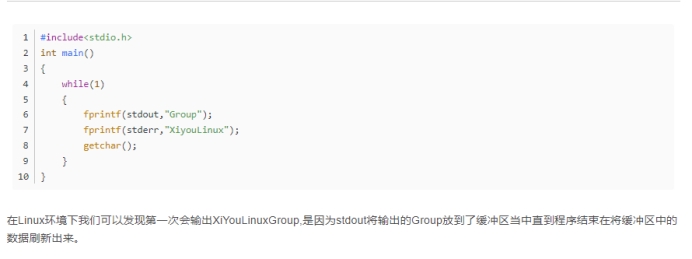 1 #include<stdio.h>
2 int main()
3 {
4     while(1)
5     {
6         fprintf(stdout,"Group");
7         fprintf(stderr,"XiyouLinux");
8         getchar();
9     }
10 }
在Linux环境下我们可以发现第一次会输出XiYouLinuxGroup,是因为stdout将输出的Group放到了缓冲区当中直到程序结束在将缓冲区中的
数据刷新出来。